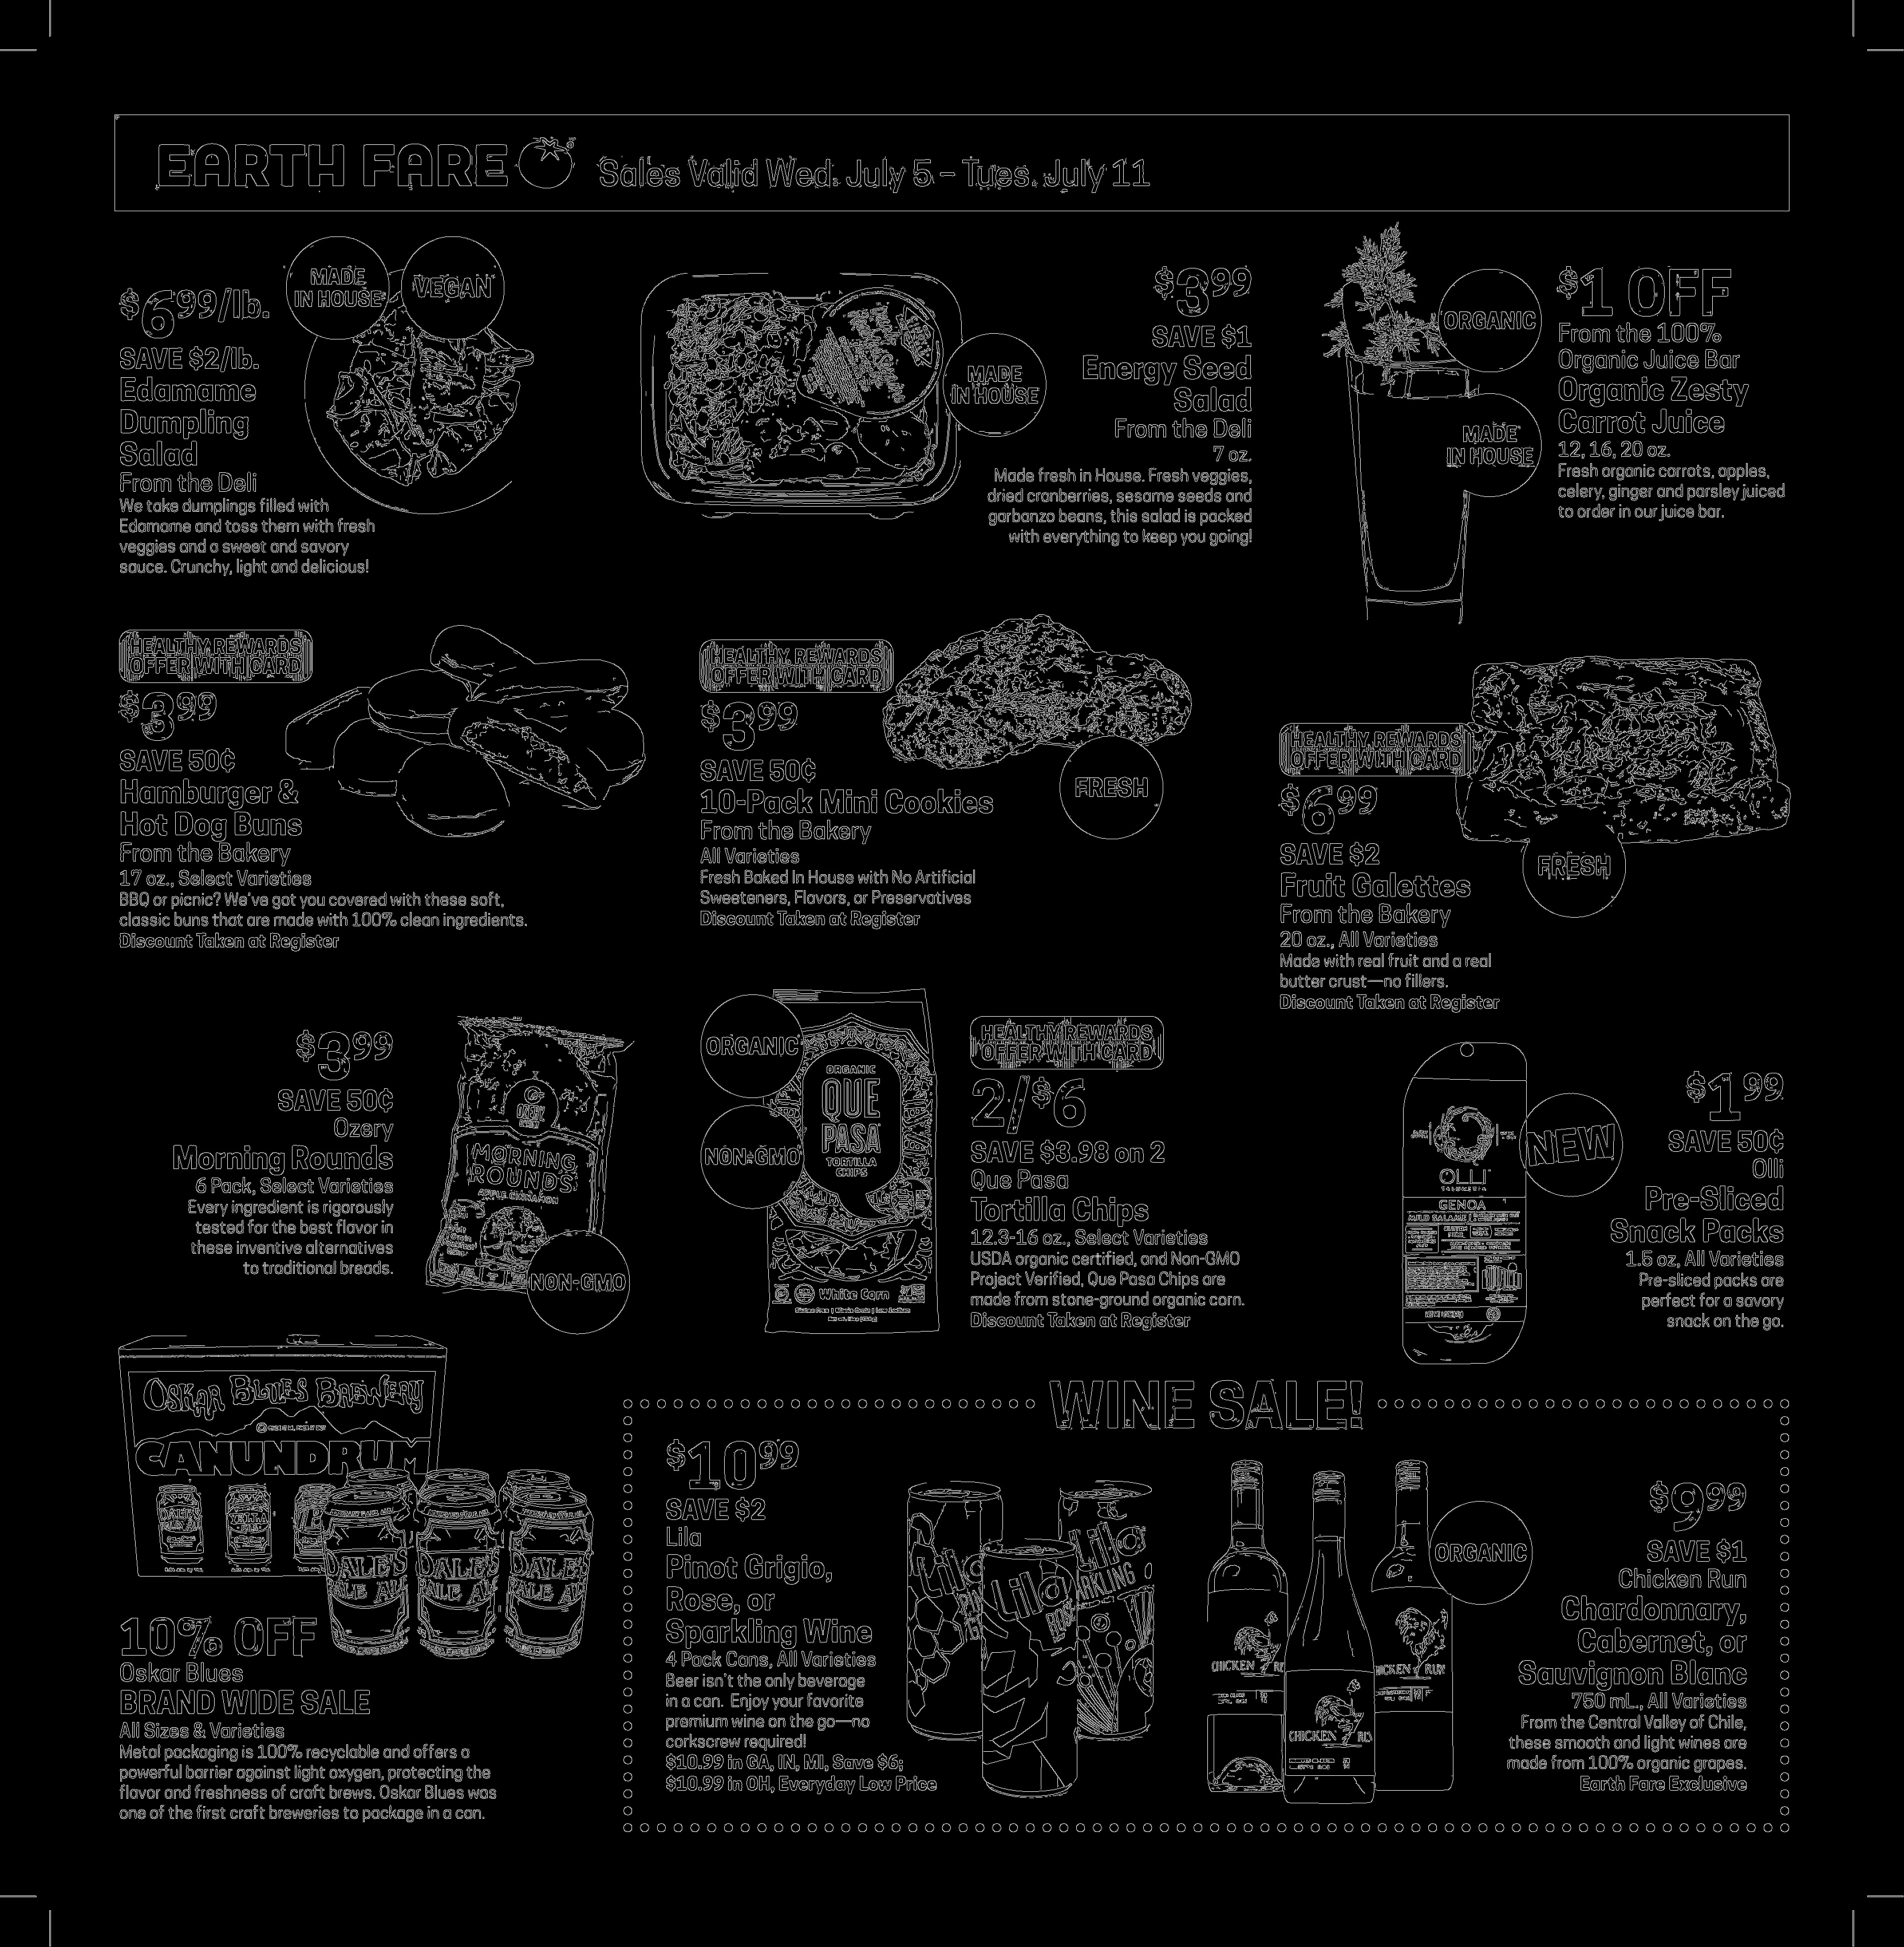 EARTH FARE
Sales Valid Wed. July 5 – Tues. July 11
MADE
IN HOUSE
VEGAN
$6.99/lb.
SAVE $2/lb.
Edamame
Dumpling
Salad
From the Deli
We take dumplings filled with
Edamame and toss them with fresh
veggies and a sweet and savory
sauce. Crunchy, light and delicious!
MADE
IN HOUSE
$3.99
SAVE $1
Energy Seed
Salad
From the Deli
7 oz.
Made fresh in House. Fresh veggies,
dried cranberries, sesame seeds and
garbanzo beans, this salad is packed
with everything to keep you going!
ORGANIC
MADE
IN HOUSE
$1 OFF
From the 100%
Organic Juice Bar
Organic Zesty
Carrot Juice
12, 16, 20 oz.
Fresh organic carrots, apples,
celery, ginger and parsley juiced
to order in our juice bar.
HEALTHY REWARDS
OFFER WITH CARD
$3.99
SAVE 50¢
Hamburger &
Hot Dog Buns
From the Bakery
17 oz., Select Varieties
BBQ or picnic? We've got you covered with these soft,
classic buns that are made with 100% clean ingredients.
Discount Taken at Register
HEALTHY REWARDS
OFFER WITH CARD
$3.99
SAVE 50¢
10-Pack Mini Cookies
From the Bakery
All Varieties
Fresh Baked In House with No Artificial
Sweeteners, Flavors, or Preservatives
Discount Taken at Register
FRESH
HEALTHY REWARDS
OFFER WITH CARD
$6.99
SAVE $2
Fruit Galettes
From the Bakery
20 oz., All Varieties
Made with real fruit and a real
butter crust—no fillers.
Discount Taken at Register
FRESH
$3.99
SAVE 50¢
Ozery
Morning Rounds
6 Pack, Select Varieties
Every ingredient is rigorously
tested for the best flavor in
these inventive alternatives
to traditional breads.
MORNING
ROUNDS
APPLE CINNAMON
NON-GMO
ORGANIC
NON-GMO
ORGANIC
QUE
PASA
TORTILLA
CHIPS
White Corn
HEALTHY REWARDS
OFFER WITH CARD
2/$6
SAVE $3.98 on 2
Que Pasa
Tortilla Chips
12.3-16 oz., Select Varieties
USDA organic certified, and Non-GMO
Project Verified, Que Pasa Chips are
made from stone-ground organic corn.
Discount Taken at Register
OLLI
SALUMERIA
GENOA
MILD SALAME
NEW
$1.99
SAVE 50¢
Olli
Pre-Sliced
Snack Packs
1.5 oz, All Varieties
Pre-sliced packs are
perfect for a savory
snack on the go.
OSKAR BLUES BREWERY
CANUNDRUM
DALE'S
PALE ALE
10% OFF
Oskar Blues
BRAND WIDE SALE
All Sizes & Varieties
Metal packaging is 100% recyclable and offers a
powerful barrier against light oxygen, protecting the
flavor and freshness of craft brews. Oskar Blues was
one of the first craft breweries to package in a can.
WINE SALE!
$10.99
SAVE $2
Lila
Pinot Grigio,
Rose, or
Sparkling Wine
4 Pack Cans, All Varieties
Beer isn't the only beverage
in a can. Enjoy your favorite
premium wine on the go—no
corkscrew required!
$10.99 in GA, IN, MI, Save $6;
$10.99 in OH, Everyday Low Price
Lila
Lila
Lila
CHICKEN RUN
CHICKEN RUN
CHICKEN RUN
ORGANIC
$9.99
SAVE $1
Chicken Run
Chardonnary,
Cabernet, or
Sauvignon Blanc
750 mL., All Varieties
From the Central Valley of Chile,
these smooth and light wines are
made from 100% organic grapes.
Earth Fare Exclusive